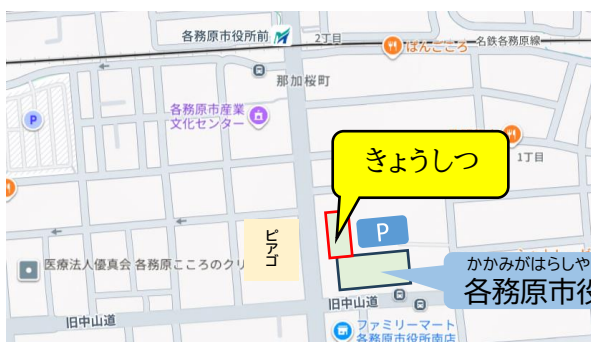 各務原市役所前
2丁目
ばんごころ
名鉄各務原線
那加桜町
各務原市産業
文化センター
P
きょうしつ
1丁目
P
ピアゴ
医療法人優真会 各務原こころのクリ
かかみがはらしや
各務原市役
旧中山道
旧中山道
ファミリーマート
各務原市役所南店